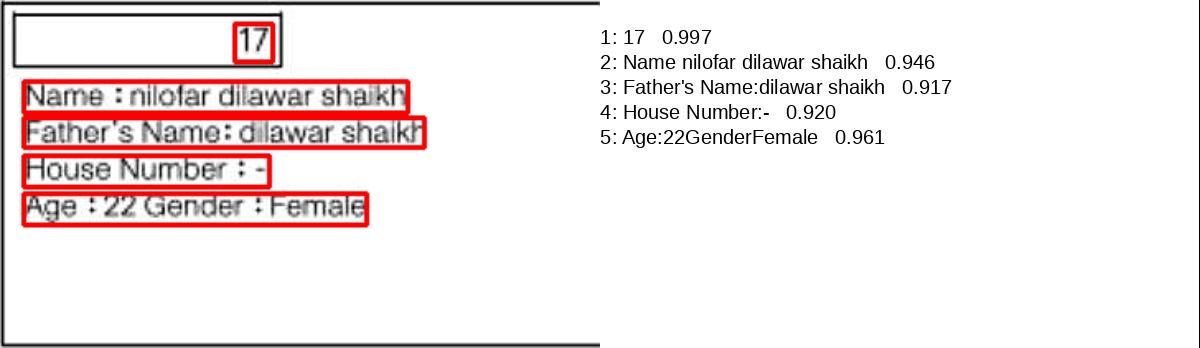 17
Name : nilofar dilawar shaikh
Father's Name: dilawar shaikh
House Number : -
Age : 22 Gender : Female
1: 17 0.997
2: Name nilofar dilawar shaikh 0.946
3: Father's Name:dilawar shaikh 0.917
4: House Number:- 0.920
5: Age:22GenderFemale 0.961